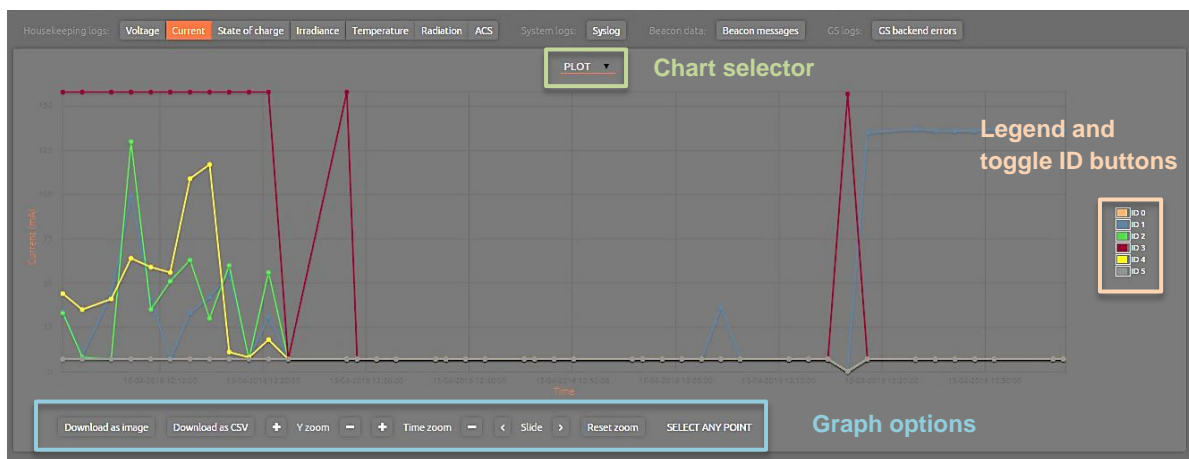 Housekeeping logs: Voltage Current State of charge Irradiance Temperature Radiation ACS System logs: Syslog Beacon data: Beacon messages GS logs: GS backend errors
PLOT ▼ Chart selector
Legend and
toggle ID buttons
150
125
100
Current (mA)
ID 0
ID 1
ID 2
ID 3
ID 4
ID 5
Time
Download as image Download as CSV + Y zoom − + Time zoom − < Slide > Reset zoom SELECT ANY POINT Graph options